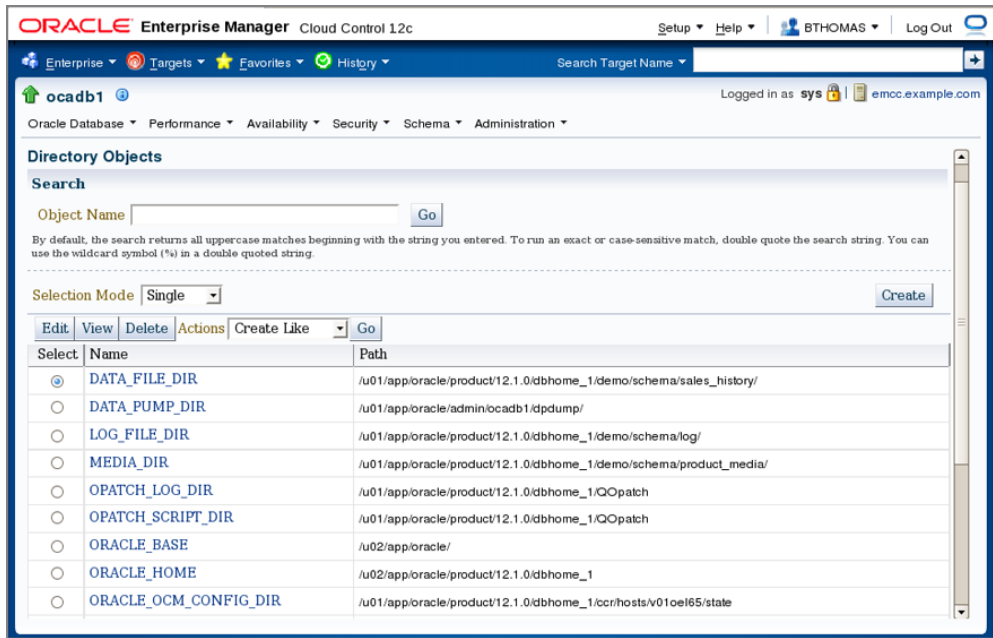 ORACLE Enterprise Manager Cloud Control 12c Setup Help BTHOMAS Log Out
Enterprise Targets Favorites History Search Target Name
ocadb1 Logged in as sys emcc.example.com
Oracle Database Performance Availability Security Schema Administration
Directory Objects
Search
Object Name Go
By default, the search returns all uppercase matches beginning with the string you entered. To run an exact or case-sensitive match, double quote the search string. You can
use the wildcard symbol (%) in a double quoted string.
Selection Mode Single Create
Edit View Delete Actions Create Like Go
Select Name Path
DATA_FILE_DIR /u01/app/oracle/product/12.1.0/dbhome_1/demo/schema/sales_history/
DATA_PUMP_DIR /u01/app/oracle/admin/ocadb1/dpdump/
LOG_FILE_DIR /u01/app/oracle/product/12.1.0/dbhome_1/demo/schema/log/
MEDIA_DIR /u01/app/oracle/product/12.1.0/dbhome_1/demo/schema/product_media/
OPATCH_LOG_DIR /u01/app/oracle/product/12.1.0/dbhome_1/QOpatch
OPATCH_SCRIPT_DIR /u01/app/oracle/product/12.1.0/dbhome_1/QOpatch
ORACLE_BASE /u02/app/oracle/
ORACLE_HOME /u02/app/oracle/product/12.1.0/dbhome_1
ORACLE_OCM_CONFIG_DIR /u01/app/oracle/product/12.1.0/dbhome_1/ccr/hosts/v01oel65/state